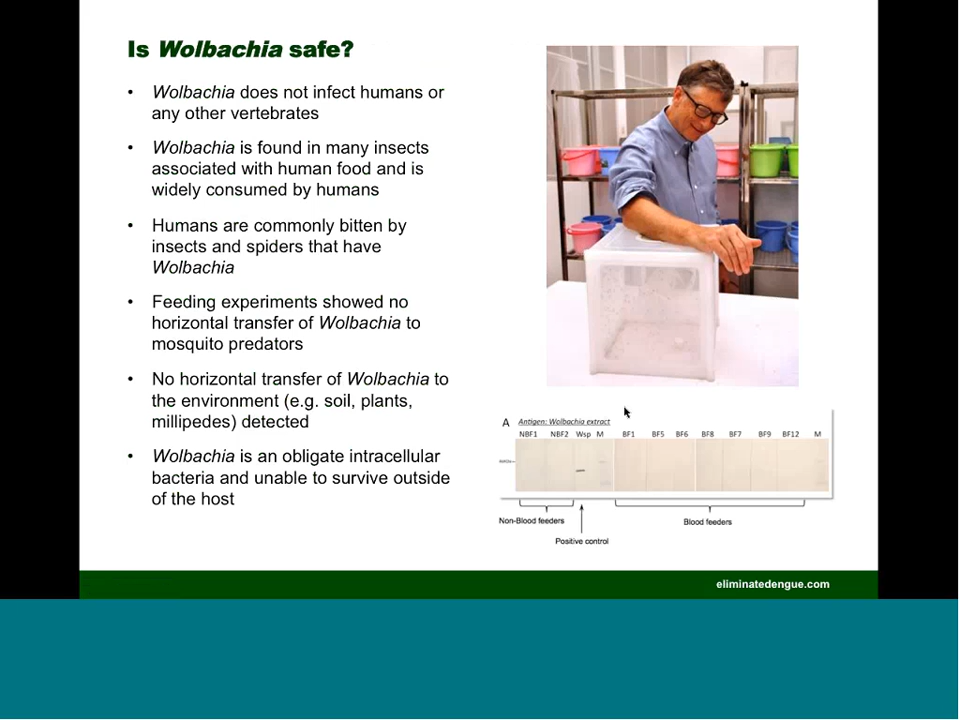 Is Wolbachia safe?
• Wolbachia does not infect humans or
any other vertebrates
• Wolbachia is found in many insects
associated with human food and is
widely consumed by humans
• Humans are commonly bitten by
insects and spiders that have
Wolbachia
• Feeding experiments showed no
horizontal transfer of Wolbachia to
mosquito predators
• No horizontal transfer of Wolbachia to
the environment (e.g. soil, plants,
millipedes) detected
• Wolbachia is an obligate intracellular
bacteria and unable to survive outside
of the host
A Antigen: Wolbachia extract
NBF1 NBF2 Wsp M BF1 BF5 BF6 BF8 BF7 BF9 BF12 M
Non-Blood feeders
Blood feeders
Positive control
eliminatedengue.com